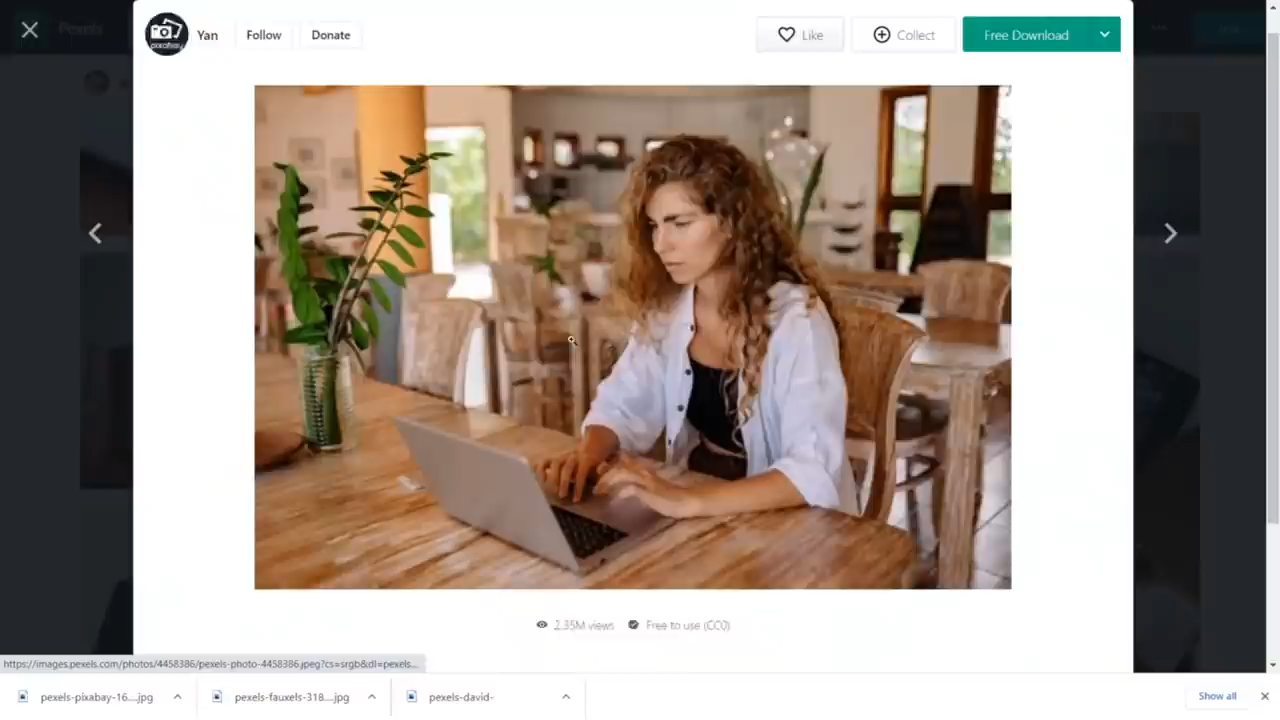 Pexels
Yan
Follow
Donate
Like
Collect
Free Download
2.35M views
Free to use (CC0)
https://images.pexels.com/photos/4458386/pexels-photo-4458386.jpeg?cs=srgb&dl=pexels...
pexels-pixabay-16....jpg
pexels-fauxels-318....jpg
pexels-david-
Show all